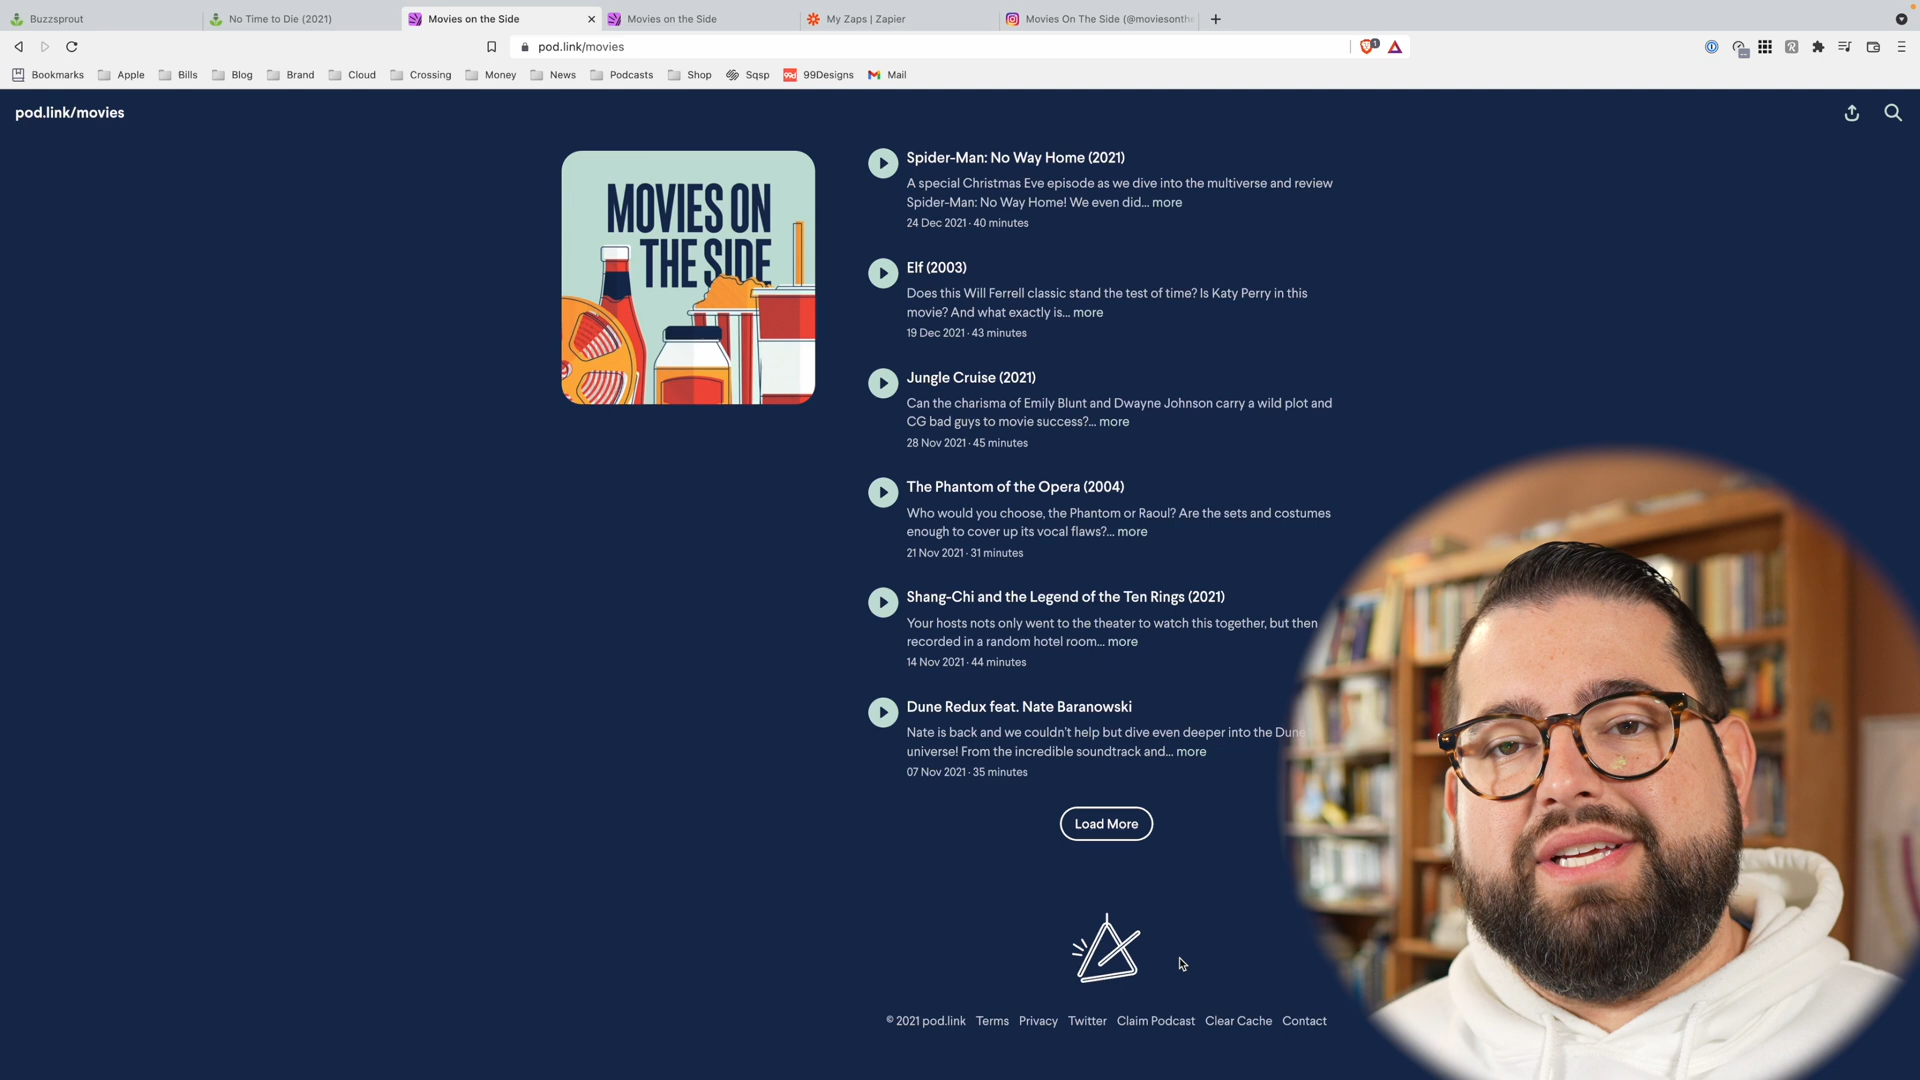 Buzzsprout
No Time to Die (2021)
Movies on the Side
Movies on the Side
My Zaps | Zapier
Movies On The Side (@moviesonthe
pod.link/movies
1
Bookmarks
Apple
Bills
Blog
Brand
Cloud
Crossing
Money
News
Podcasts
Shop
Sqsp
99d
99Designs
Mail
pod.link/movies
MOVIES ON
THE SIDE
Spider-Man: No Way Home (2021)
A special Christmas Eve episode as we dive into the multiverse and review
Spider-Man: No Way Home! We even did... more
24 Dec 2021 · 40 minutes
Elf (2003)
Does this Will Ferrell classic stand the test of time? Is Katy Perry in this
movie? And what exactly is... more
19 Dec 2021 · 43 minutes
Jungle Cruise (2021)
Can the charisma of Emily Blunt and Dwayne Johnson carry a wild plot and
CG bad guys to movie success?... more
28 Nov 2021 · 45 minutes
The Phantom of the Opera (2004)
Who would you choose, the Phantom or Raoul? Are the sets and costumes
enough to cover up its vocal flaws?... more
21 Nov 2021 · 31 minutes
Shang-Chi and the Legend of the Ten Rings (2021)
Your hosts nots only went to the theater to watch this together, but then
recorded in a random hotel room... more
14 Nov 2021 · 44 minutes
Dune Redux feat. Nate Baranowski
Nate is back and we couldn't help but dive even deeper into the Dune
universe! From the incredible soundtrack and... more
07 Nov 2021 · 35 minutes
Load More
© 2021 pod.link Terms Privacy Twitter Claim Podcast Clear Cache Contact